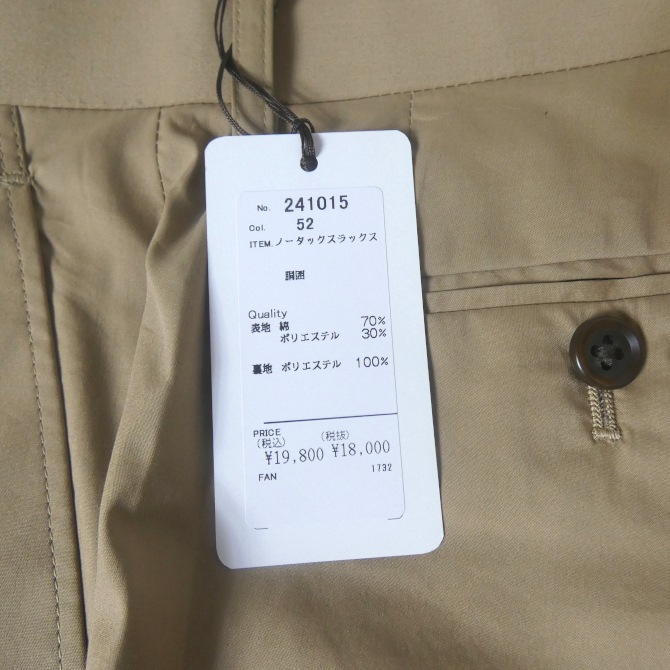 No. 241015
Col. 52
ITEM.ノータックスラックス
胴囲
Quality
表地 綿 70%
ポリエステル 30%
裏地 ポリエステル 100%
PRICE
(税込) (税抜)
¥19,800 ¥18,000
FAN 1732